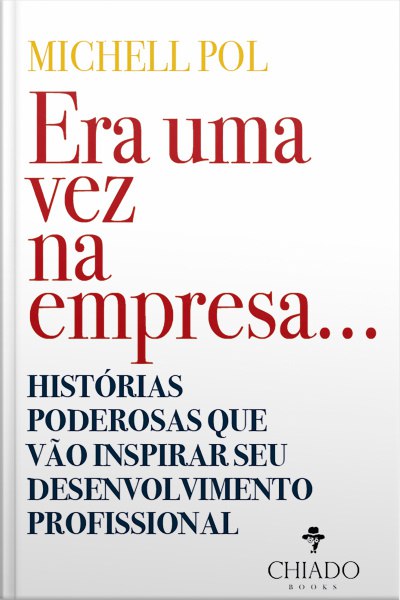 MICHELL POL
Era uma
vez
na
empresa...
HISTÓRIAS
PODEROSAS QUE
VÃO INSPIRAR SEU
DESENVOLVIMENTO
PROFISSIONAL
CHIADO
BOOKS